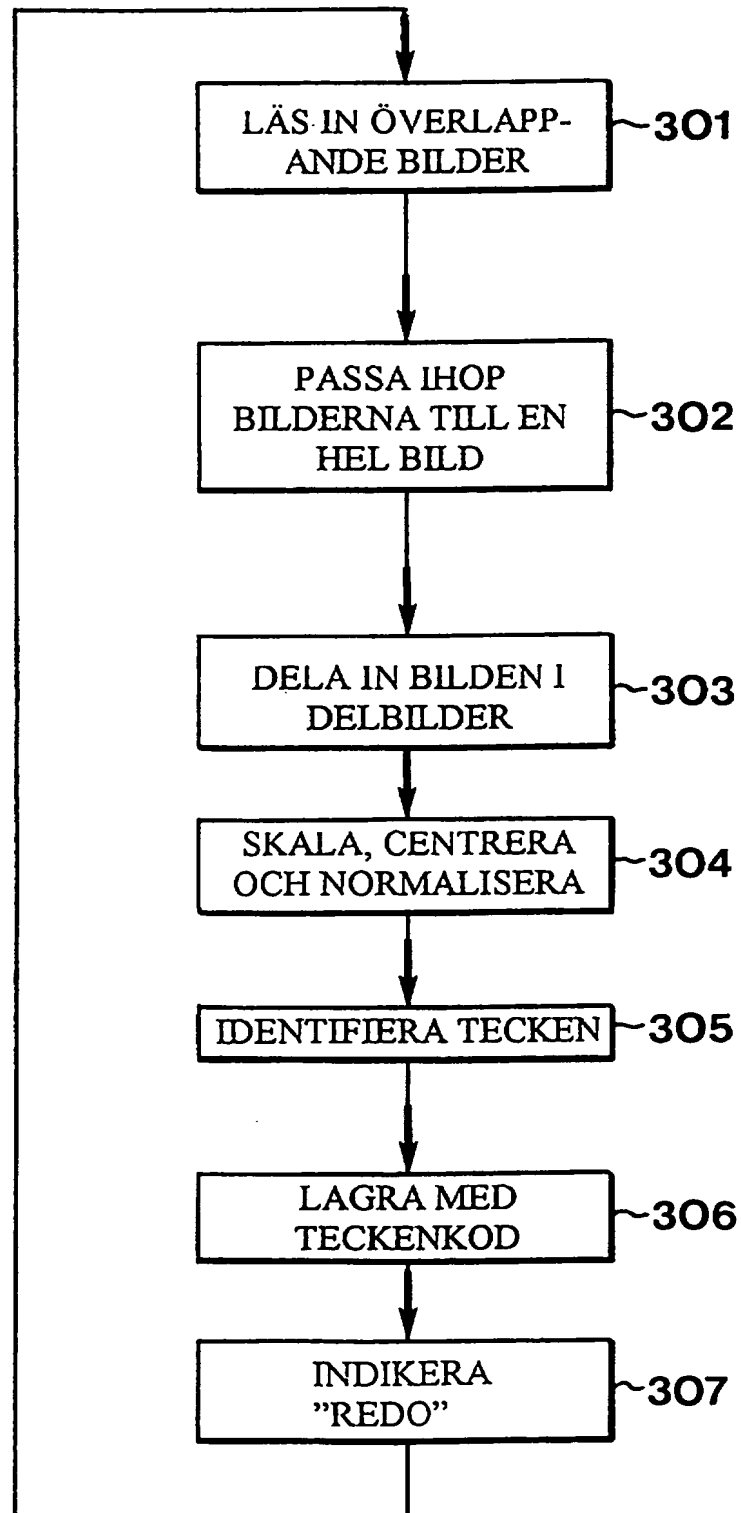 LÄS IN ÖVERLAPP-
ANDE BILDER
301
PASSA IHOP
BILDERNA TILL EN
HEL BILD
302
DELA IN BILDEN I
DELBILDER
303
SKALA, CENTRERA
OCH NORMALISERA
304
IDENTIFIERA TECKEN
305
LAGRA MED
TECKENKOD
306
INDIKERA
”REDO”
307